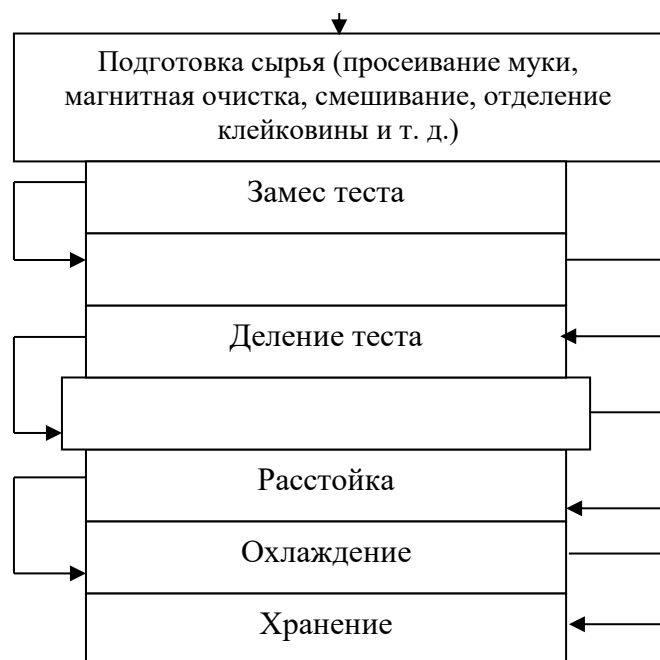 Подготовка сырья (просеивание муки,
магнитная очистка, смешивание, отделение
клейковины и т. д.)
Замес теста
Деление теста
Расстойка
Охлаждение
Хранение